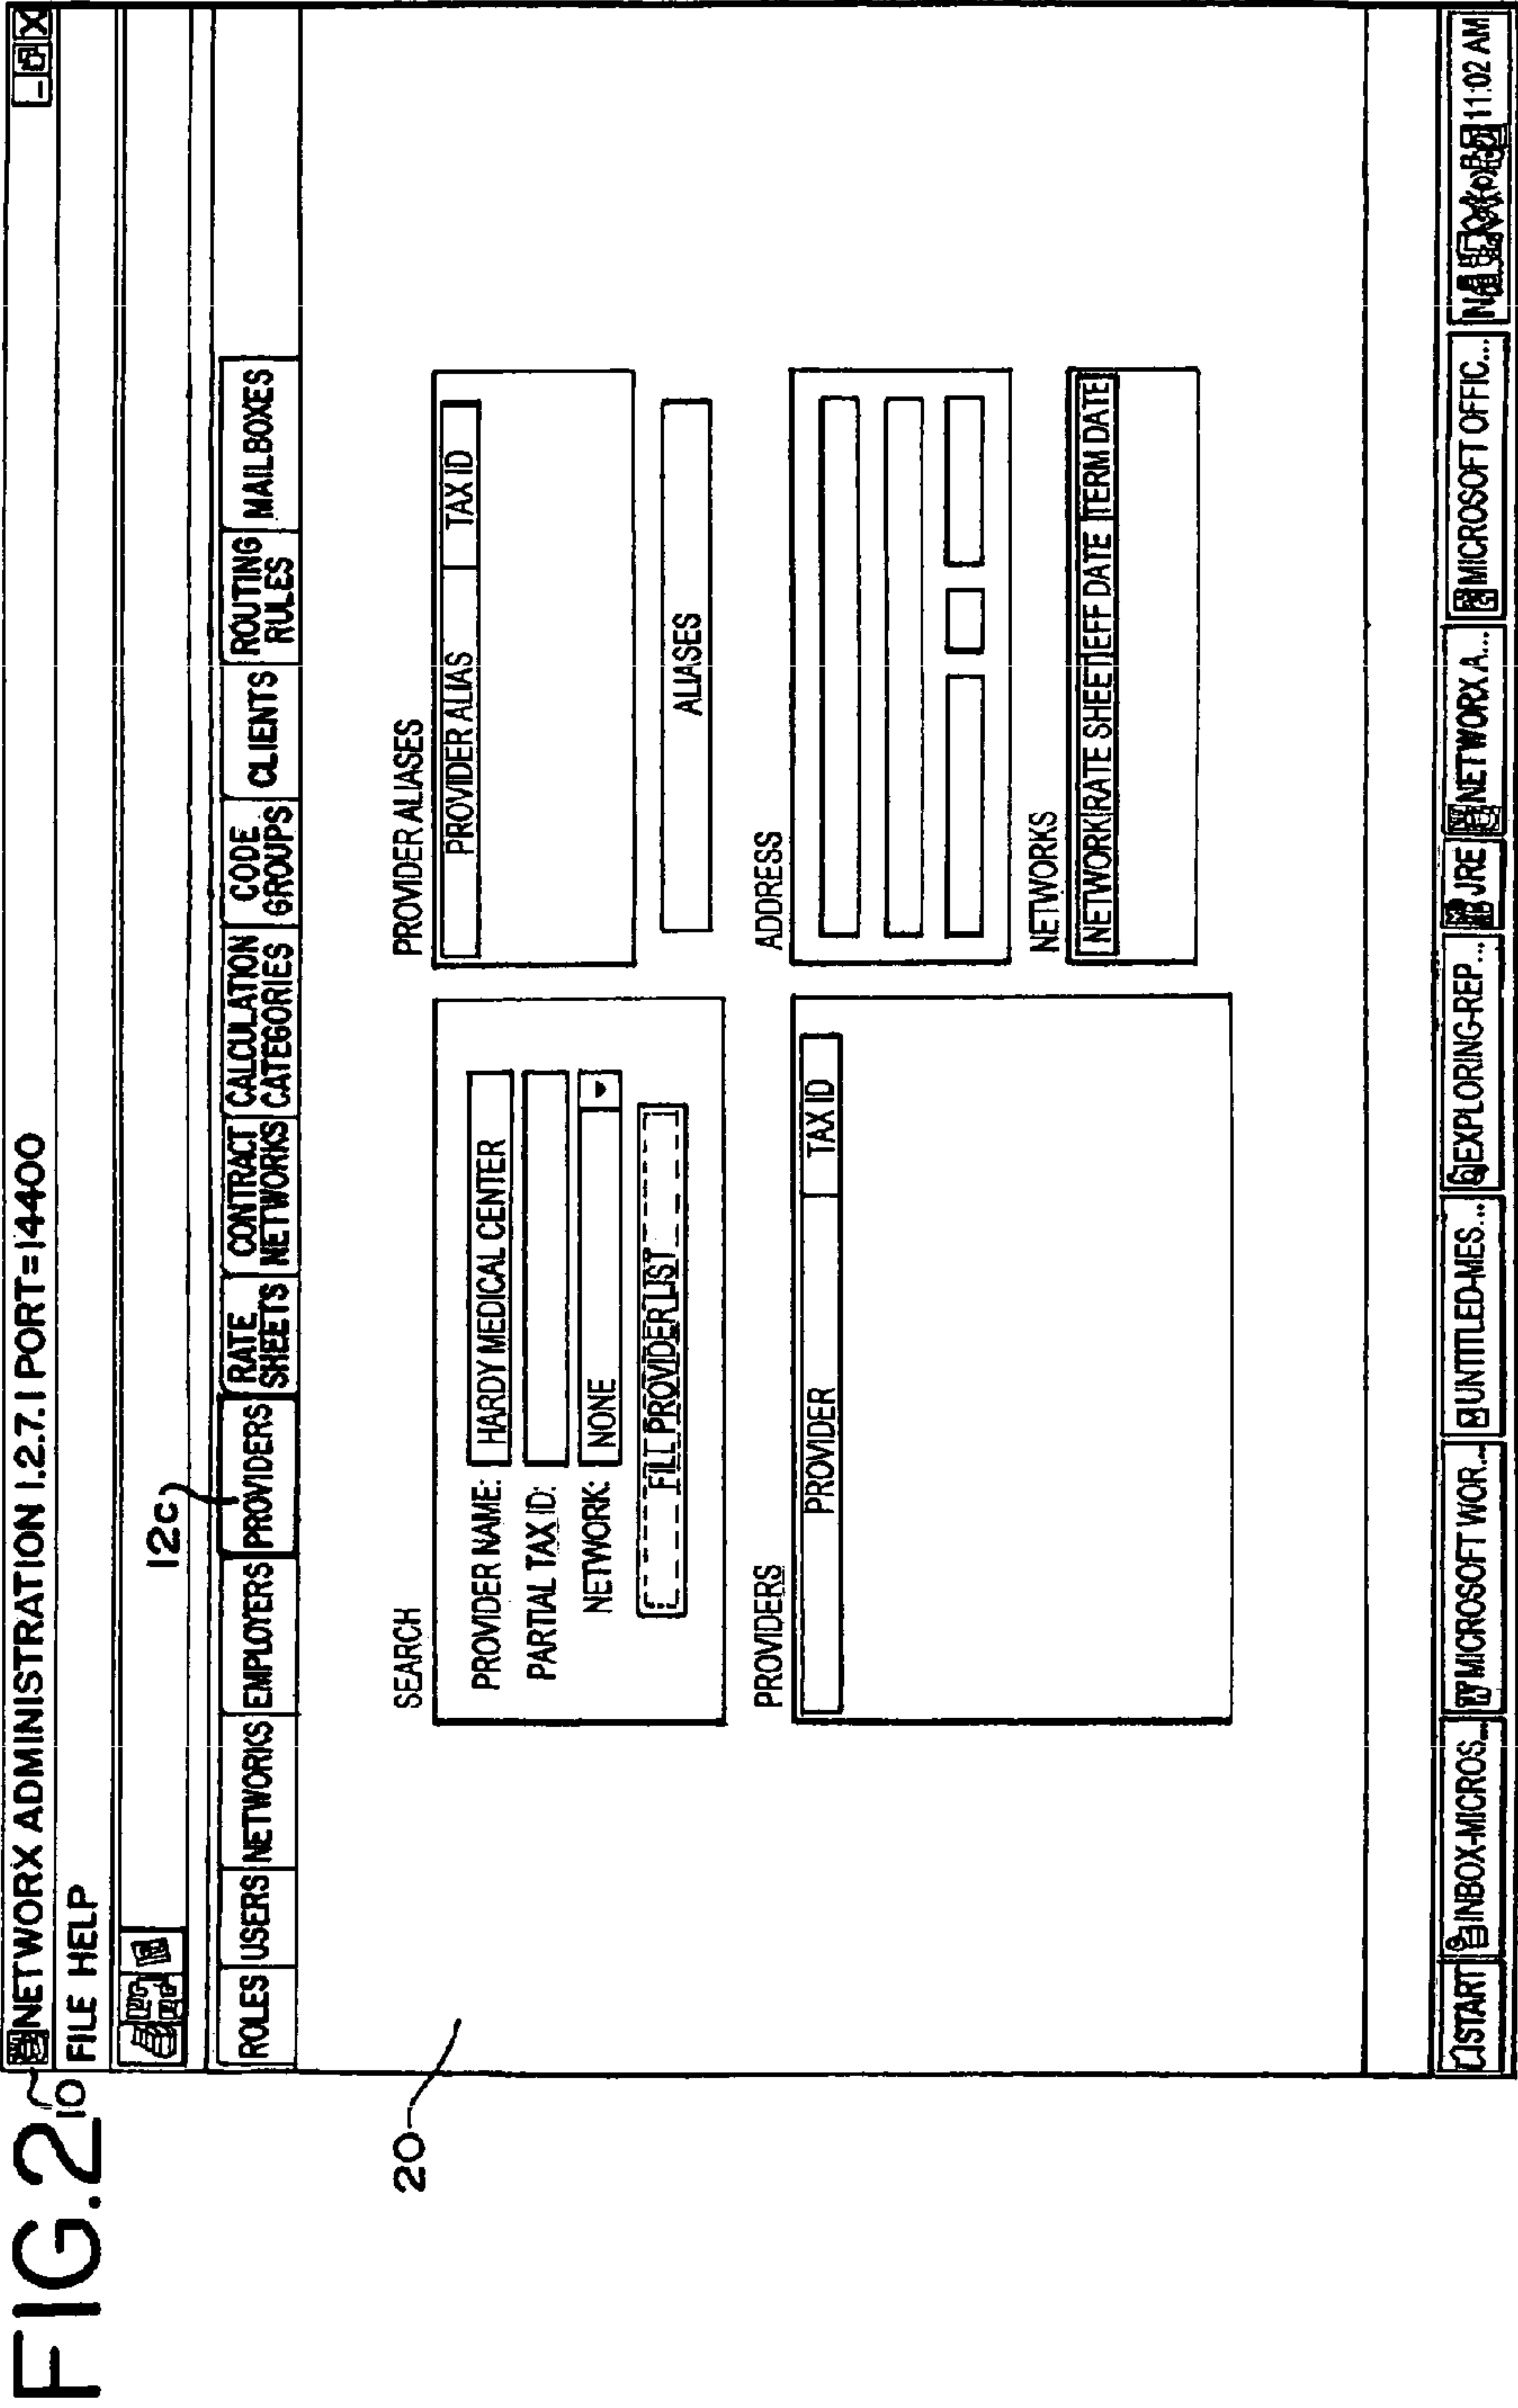 FIG.2
10
NETWORX ADMINISTRATION 1.2.7.1 PORT=14400
FILE HELP
12c
ROLES USERS NETWORKS EMPLOYERS PROVIDERS RATE SHEETS CONTRACT NETWORKS CALCULATION CATEGORIES CODE GROUPS CLIENTS ROUTING RULES MAILBOXES
20
SEARCH
PROVIDER NAME: HARDY MEDICAL CENTER
PARTIAL TAX ID:
NETWORK: NONE
FILL PROVIDER LIST
PROVIDERS
PROVIDER TAX ID
PROVIDER ALIASES
PROVIDER ALIAS TAX ID
ALIASES
ADDRESS
NETWORKS
NETWORK RATE SHEET EFF DATE TERM DATE
START INBOX-MICROS... MICROSOFT WOR... UNTITLED-MES... EXPLORING-REP... JRE NETWORX A... MICROSOFT OFFIC... 11:02 AM